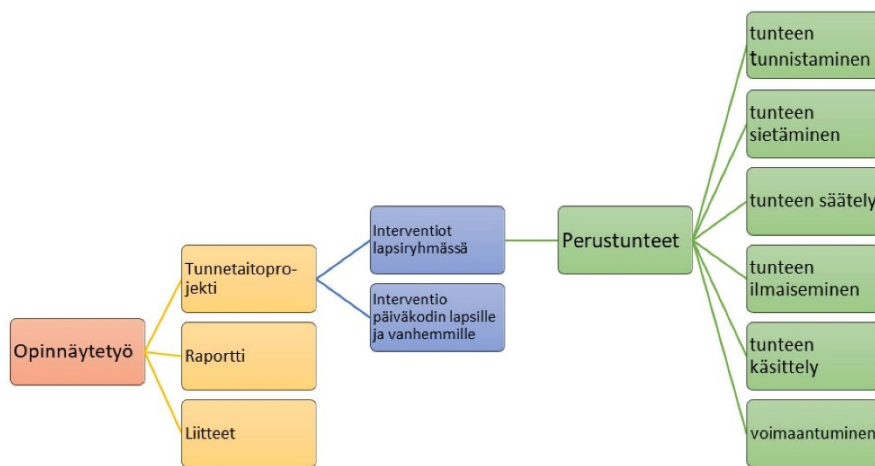 Opinnäytetyö
Tunnetaitopro-
jekti
Raportti
Liitteet
Interventiot
lapsiryhmässä
Interventio
päiväkodin lapsille
ja vanhemmille
Perustunteet
tunteen
tunnistaminen
tunteen
sietäminen
tunteen säätely
tunteen
ilmaiseminen
tunteen
käsittely
voimaantuminen